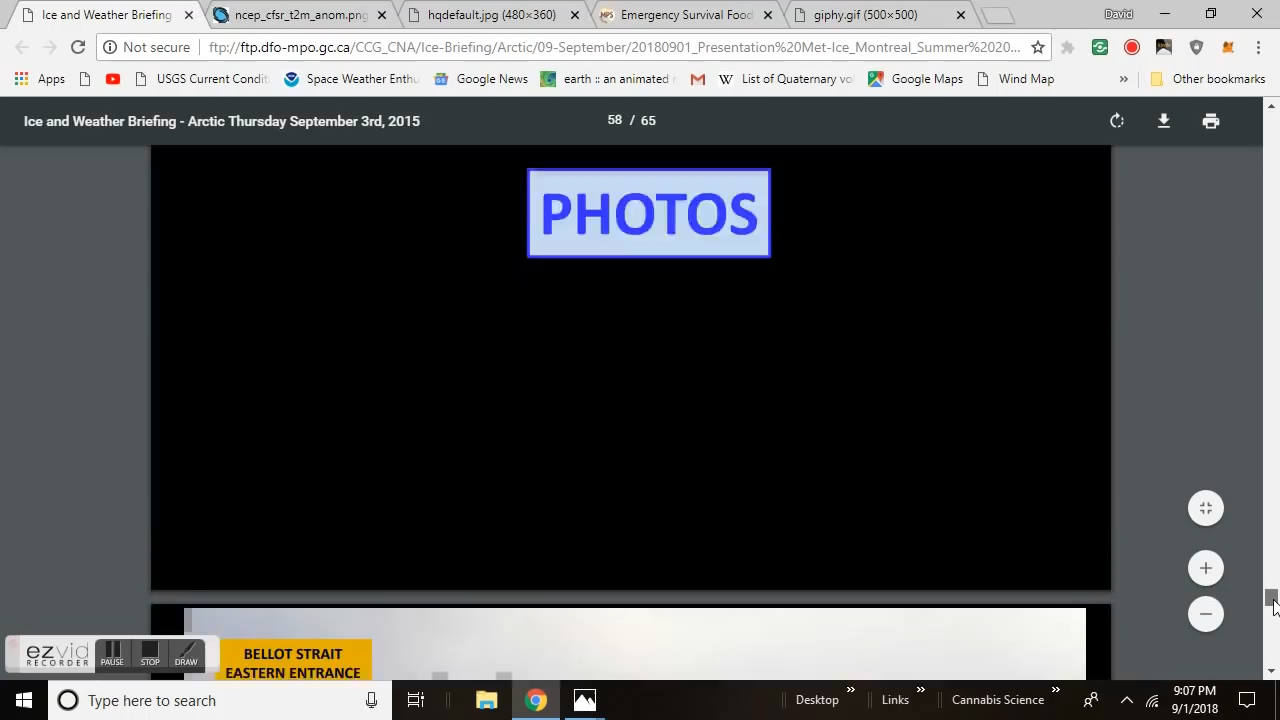 Ice and Weather Briefing
ncep_cfsr_t2m_anom.png
hqdefault.jpg (480×360)
MPS
Emergency Survival Food
giphy.gif (500×500)
David
Not secure
ftp://ftp.dfo-mpo.gc.ca/CCG_CNA/Ice-Briefing/Arctic/09-September/20180901_Presentation%20Met-Ice_Montreal_Summer%2020...
Apps
USGS Current Condit
Space Weather Enthu
Google News
earth :: an animated
List of Quaternary vo
Google Maps
Wind Map
»
Other bookmarks
Ice and Weather Briefing - Arctic Thursday September 3rd, 2015
58 / 65
PHOTOS
BELLOT STRAIT
EASTERN ENTRANCE
ezvid
RECORDER
PAUSE
STOP
DRAW
Type here to search
Desktop »
Links »
Cannabis Science »
9:07 PM
9/1/2018